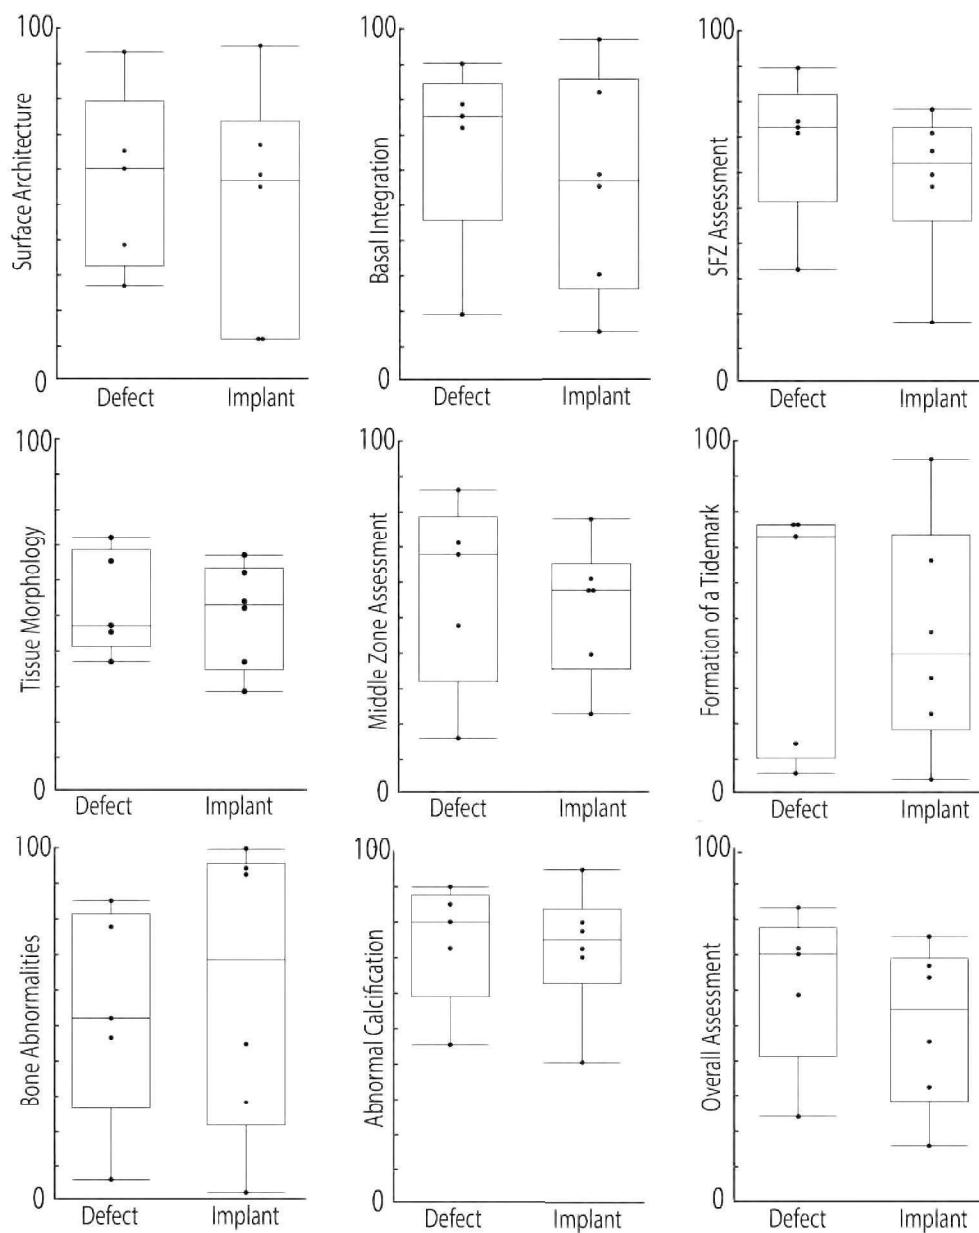 100
Surface Architecture
0
Defect
Implant
100
Basal Integration
0
Defect
Implant
100
SFZ Assessment
0
Defect
Implant
100
Tissue Morphology
0
Defect
Implant
100
Middle Zone Assessment
0
Defect
Implant
100
Formation of a Tidemark
0
Defect
Implant
100
Bone Abnormalities
0
Defect
Implant
100
Abnormal Calcification
0
Defect
Implant
100
Overall Assessment
0
Defect
Implant